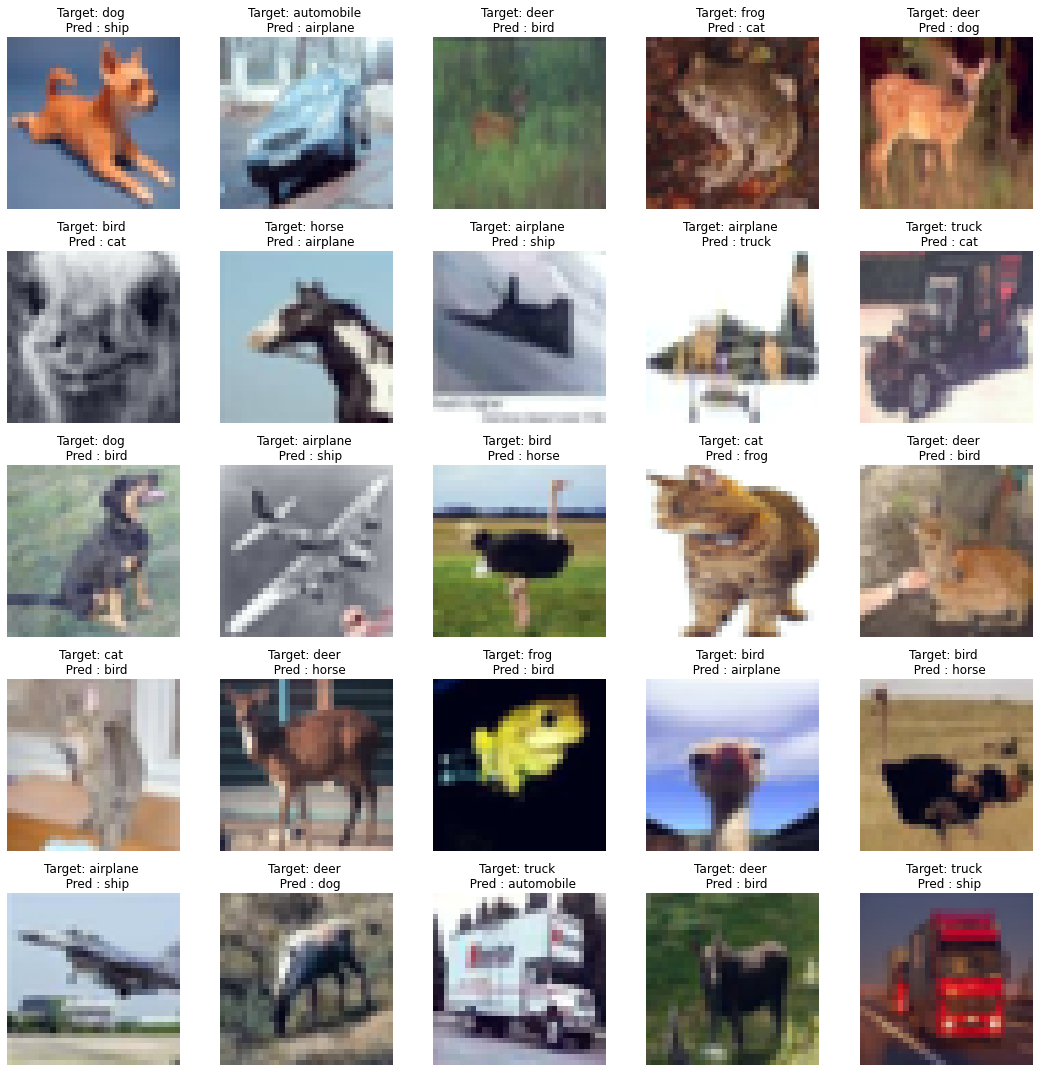 Target: dog
Pred : ship
Target: automobile
Pred : airplane
Target: deer
Pred : bird
Target: frog
Pred : cat
Target: deer
Pred : dog
Target: bird
Pred : cat
Target: horse
Pred : airplane
Target: airplane
Pred : ship
Target: airplane
Pred : truck
Target: truck
Pred : cat
Target: dog
Pred : bird
Target: airplane
Pred : ship
Target: bird
Pred : horse
Target: cat
Pred : frog
Target: deer
Pred : bird
Target: cat
Pred : bird
Target: deer
Pred : horse
Target: frog
Pred : bird
Target: bird
Pred : airplane
Target: bird
Pred : horse
Target: airplane
Pred : ship
Target: deer
Pred : dog
Target: truck
Pred : automobile
Target: deer
Pred : bird
Target: truck
Pred : ship